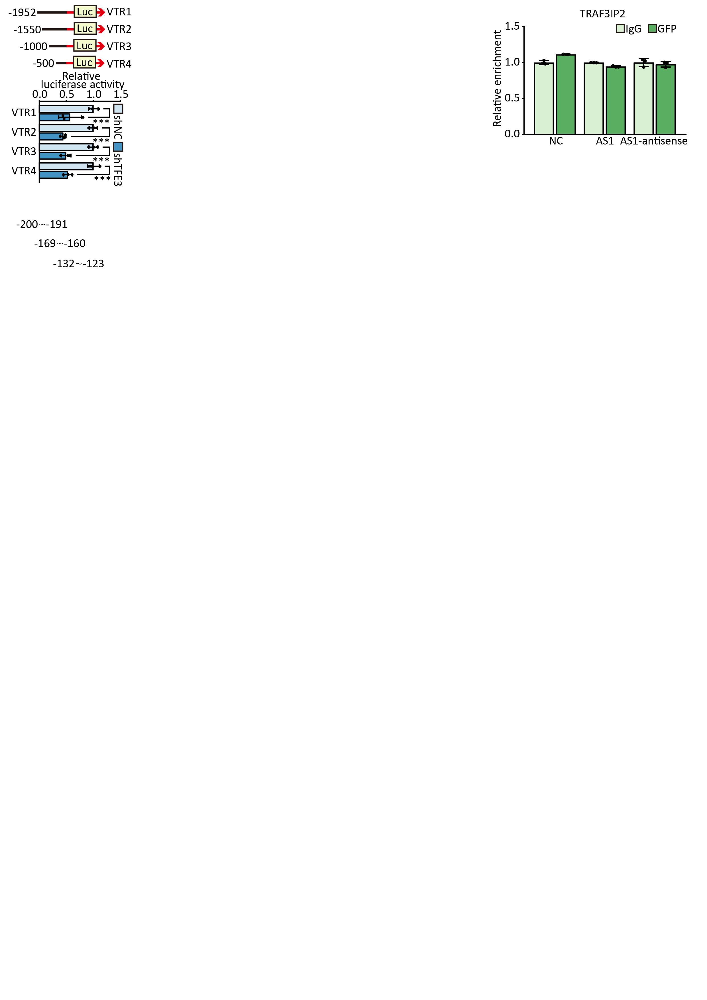 -1952 Luc VTR1
-1550 Luc VTR2
-1000 Luc VTR3
-500 Luc VTR4
Relative
luciferase activity
0.0 0.5 1.0 1.5
VTR1
***
VTR2
***
VTR3
***
VTR4
***
shNC
shTFE3
-200~-191
-169~-160
-132~-123
TRAF3IP2
IgG GFP
Relative enrichment
1.5
1.0
0.5
0.0
NC AS1 AS1-antisense